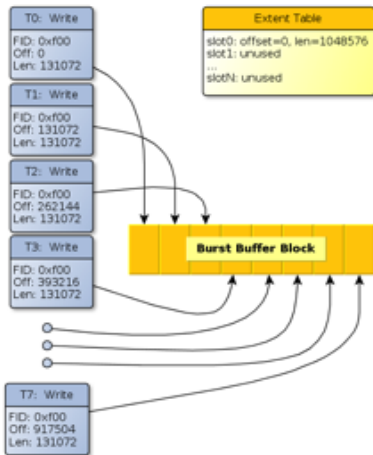 T0: Write
FID: 0xf00
Off: 0
Len: 131072
Extent Table
slot0: offset=0, len=1048576
slot1: unused
...
slotN: unused
T1: Write
FID: 0xf00
Off: 131072
Len: 131072
T2: Write
FID: 0xf00
Off: 262144
Len: 131072
T3: Write
FID: 0xf00
Off: 393216
Len: 131072
Burst Buffer Block
T7: Write
FID: 0xf00
Off: 917504
Len: 131072